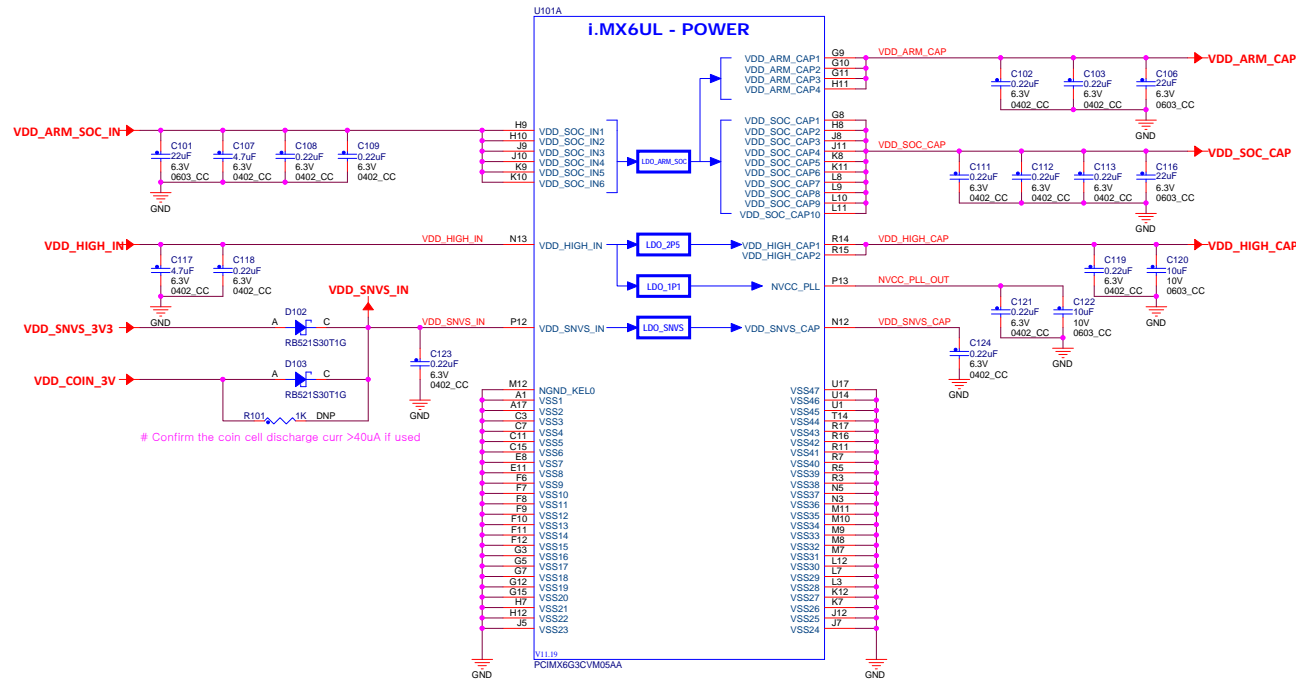 U101A
i.MX6UL - POWER
VDD_ARM_SOC_IN
C101
22uF
6.3V
0603_CC
C107
4.7uF
6.3V
0402_CC
C108
0.22uF
6.3V
0402_CC
C109
0.22uF
6.3V
0402_CC
GND
H9
H10
J9
J10
K9
K10
VDD_SOC_IN1
VDD_SOC_IN2
VDD_SOC_IN3
VDD_SOC_IN4
VDD_SOC_IN5
VDD_SOC_IN6
LDO_ARM_SOC
VDD_ARM_CAP1
VDD_ARM_CAP2
VDD_ARM_CAP3
VDD_ARM_CAP4
G9
G10
G11
H11
VDD_ARM_CAP
C102
0.22uF
6.3V
0402_CC
C103
0.22uF
6.3V
0402_CC
C106
22uF
6.3V
0603_CC
GND
VDD_ARM_CAP
VDD_SOC_CAP1
VDD_SOC_CAP2
VDD_SOC_CAP3
VDD_SOC_CAP4
VDD_SOC_CAP5
VDD_SOC_CAP6
VDD_SOC_CAP7
VDD_SOC_CAP8
VDD_SOC_CAP9
VDD_SOC_CAP10
G8
H8
J8
J11
K8
K11
L8
L9
L10
L11
VDD_SOC_CAP
C111
0.22uF
6.3V
0402_CC
C112
0.22uF
6.3V
0402_CC
C113
0.22uF
6.3V
0402_CC
C116
22uF
6.3V
0603_CC
GND
VDD_SOC_CAP
VDD_HIGH_IN
C117
4.7uF
6.3V
0402_CC
C118
0.22uF
6.3V
0402_CC
GND
VDD_HIGH_IN
N13
VDD_HIGH_IN
LDO_2P5
VDD_HIGH_CAP1
VDD_HIGH_CAP2
R14
R15
VDD_HIGH_CAP
C119
0.22uF
6.3V
0402_CC
C120
10uF
10V
0603_CC
GND
VDD_HIGH_CAP
LDO_1P1
NVCC_PLL
P13
NVCC_PLL_OUT
C121
0.22uF
6.3V
0402_CC
C122
10uF
10V
0603_CC
GND
VDD_SNVS_3V3
A
D102
C
RB521S30T1G
VDD_SNVS_IN
VDD_SNVS_IN
P12
VDD_SNVS_IN
LDO_SNVS
VDD_SNVS_CAP
N12
VDD_SNVS_CAP
C124
0.22uF
6.3V
0402_CC
GND
C123
0.22uF
6.3V
0402_CC
GND
VDD_COIN_3V
A
D103
C
RB521S30T1G
R101
1K
DNP
# Confirm the coin cell discharge curr >40uA if used
M12
A1
A17
C3
C7
C11
C15
E8
E11
F6
F7
F8
F9
F10
F11
F12
G3
G5
G7
G12
G15
H7
H12
J5
NGND_KEL0
VSS1
VSS2
VSS3
VSS4
VSS5
VSS6
VSS7
VSS8
VSS9
VSS10
VSS11
VSS12
VSS13
VSS14
VSS15
VSS16
VSS17
VSS18
VSS19
VSS20
VSS21
VSS22
VSS23
GND
VSS47
VSS46
VSS45
VSS44
VSS43
VSS42
VSS41
VSS40
VSS39
VSS38
VSS37
VSS36
VSS35
VSS34
VSS33
VSS32
VSS31
VSS30
VSS29
VSS28
VSS27
VSS26
VSS25
VSS24
U17
U14
U1
T14
R17
R16
R11
R7
R5
R3
N5
N3
M11
M10
M9
M8
M7
L12
L7
L3
K12
K7
J12
J7
GND
V11.19
PCIMX6G3CVM05AA